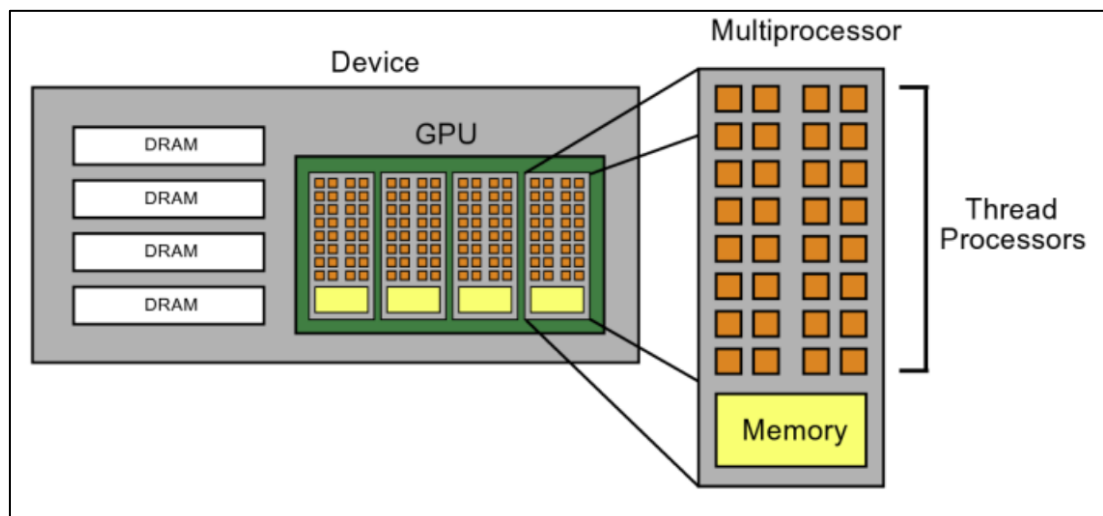 Multiprocessor
Device
GPU
DRAM
DRAM
DRAM
DRAM
Thread
Processors
Memory